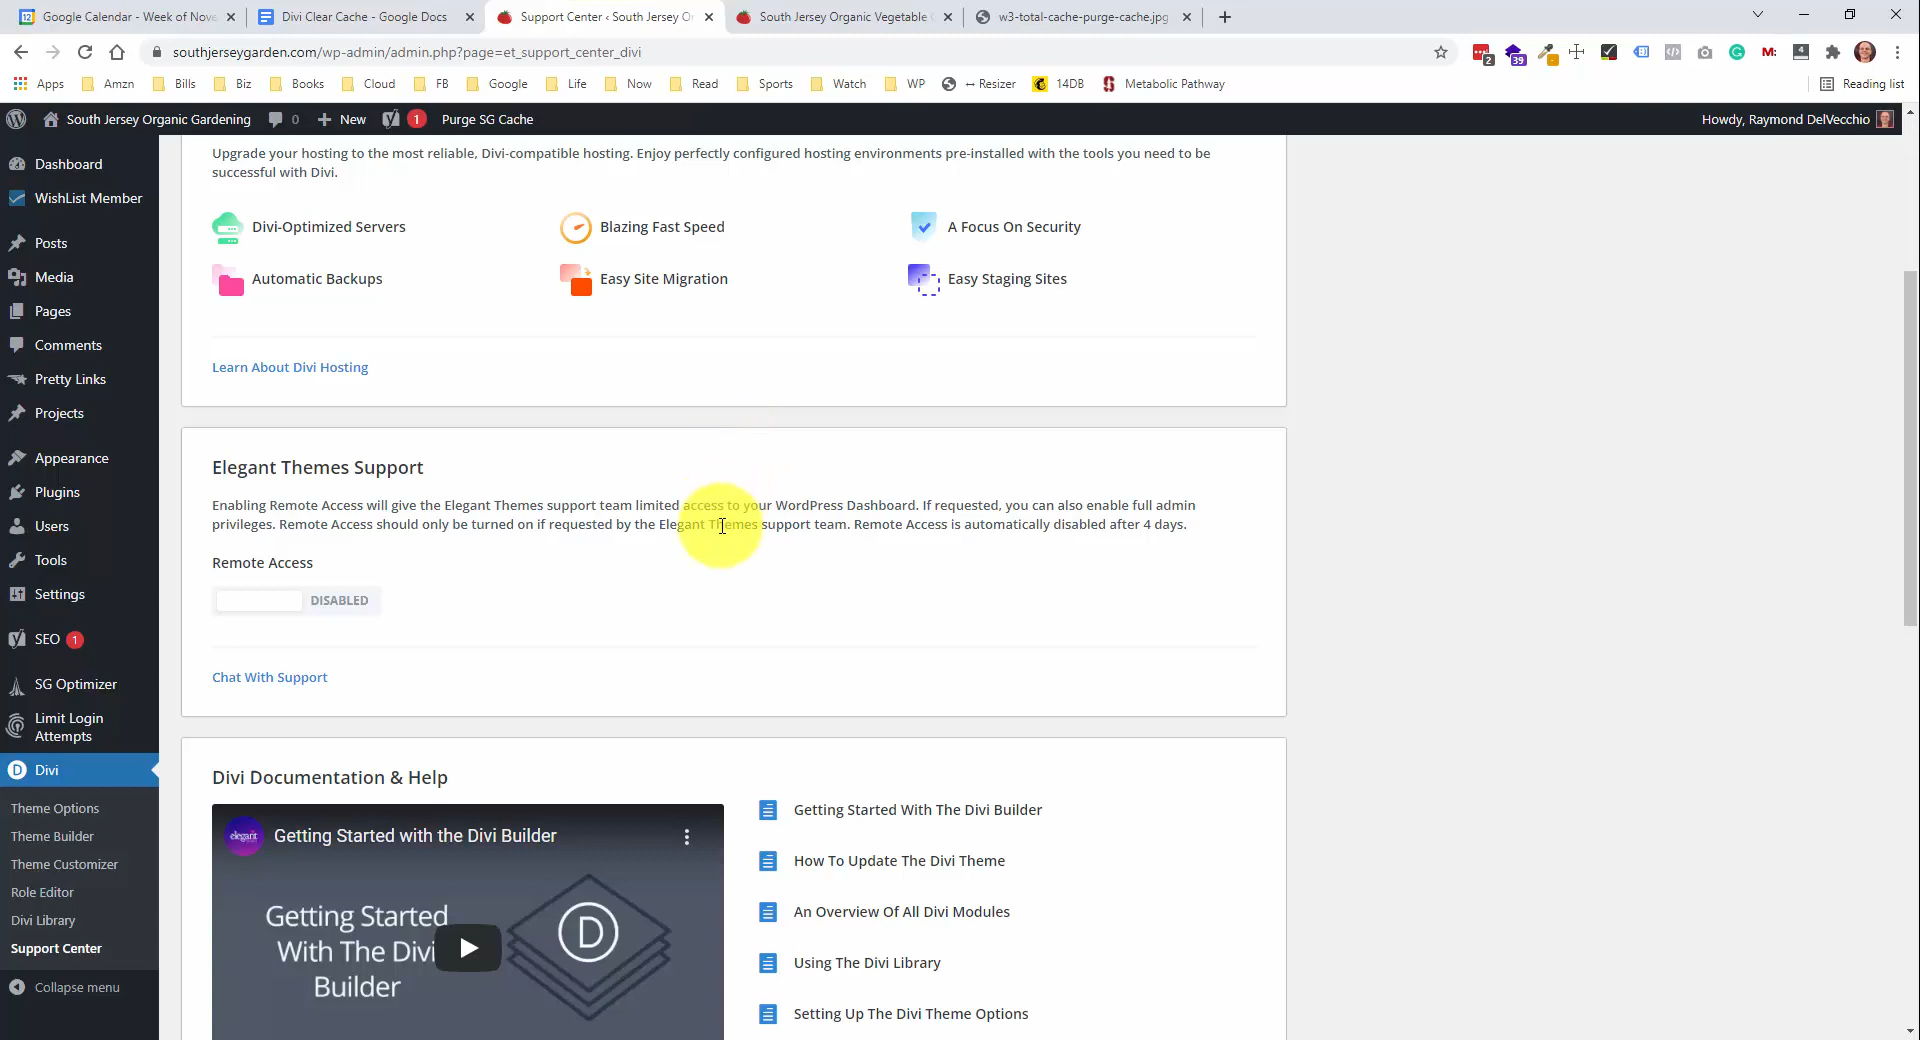 Google Calendar - Week of Nove
Divi Clear Cache - Google Docs
Support Center ‹ South Jersey Or
South Jersey Organic Vegetable G
w3-total-cache-purge-cache.jpg
southjerseygarden.com/wp-admin/admin.php?page=et_support_center_divi
2
39
M:
4
Apps Amzn Bills Biz Books Cloud FB Google Life Now Read Sports Watch WP ↔ Resizer 14DB Metabolic Pathway Reading list
South Jersey Organic Gardening 0 New 1 Purge SG Cache Howdy, Raymond DelVecchio
Dashboard
WishList Member
Posts
Media
Pages
Comments
Pretty Links
Projects
Appearance
Plugins
Users
Tools
Settings
SEO 1
SG Optimizer
Limit Login
Attempts
D Divi
Theme Options
Theme Builder
Theme Customizer
Role Editor
Divi Library
Support Center
Collapse menu
Upgrade your hosting to the most reliable, Divi-compatible hosting. Enjoy perfectly configured hosting environments pre-installed with the tools you need to be
successful with Divi.
Divi-Optimized Servers
Blazing Fast Speed
A Focus On Security
Automatic Backups
Easy Site Migration
Easy Staging Sites
Learn About Divi Hosting
Elegant Themes Support
Enabling Remote Access will give the Elegant Themes support team limited access to your WordPress Dashboard. If requested, you can also enable full admin
privileges. Remote Access should only be turned on if requested by the Elegant Themes support team. Remote Access is automatically disabled after 4 days.
Remote Access
DISABLED
Chat With Support
Divi Documentation & Help
elegant
Getting Started with the Divi Builder
Getting Started
With The Divi
Builder
D
Getting Started With The Divi Builder
How To Update The Divi Theme
An Overview Of All Divi Modules
Using The Divi Library
Setting Up The Divi Theme Options